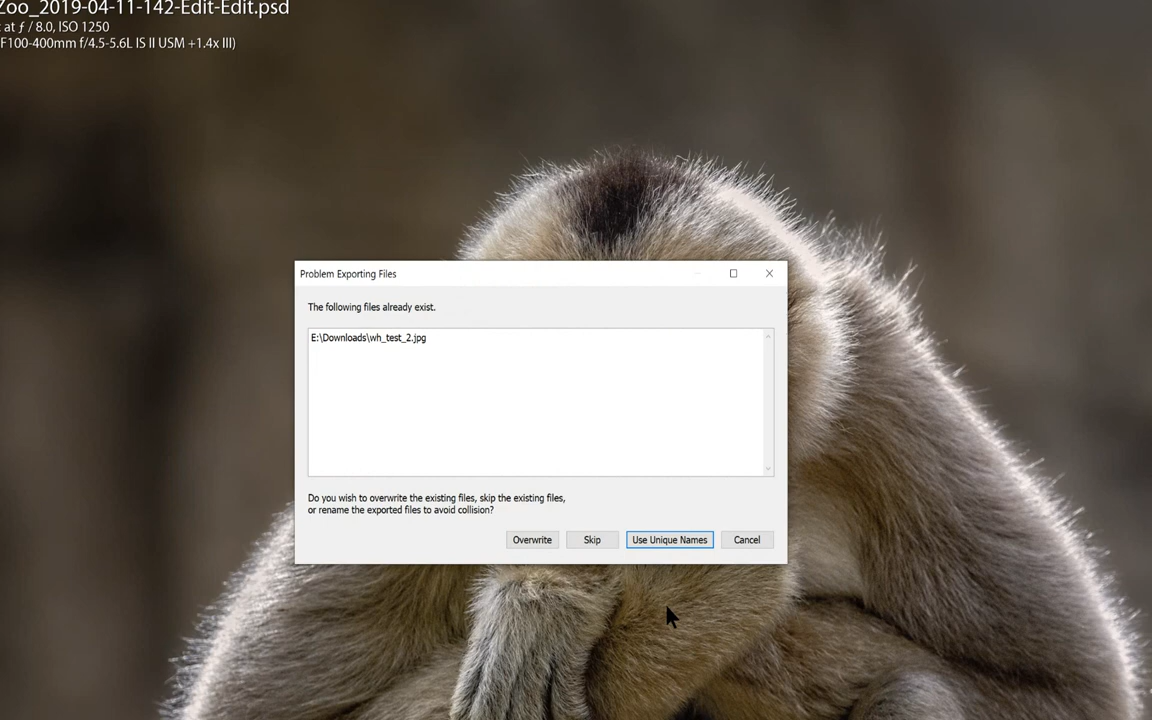 Zoo_2019-04-11-142-Edit-Edit.psd
at ƒ / 8.0, ISO 1250
F100-400mm f/4.5-5.6L IS II USM +1.4x III)
Problem Exporting Files
The following files already exist.
E:\Downloads\wh_test_2.jpg
Do you wish to overwrite the existing files, skip the existing files,
or rename the exported files to avoid collision?
Overwrite Skip Use Unique Names Cancel